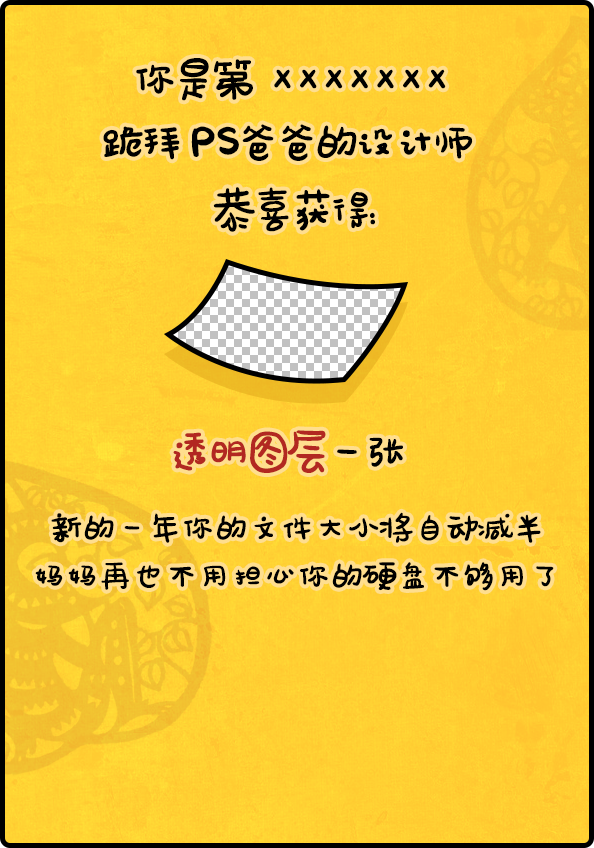 你是第 xxxxxxx
跪拜PS爸爸的设计师
恭喜获得:
透明图层一张
新的一年你的文件大小将自动减半
妈妈再也不用担心你的硬盘不够用了